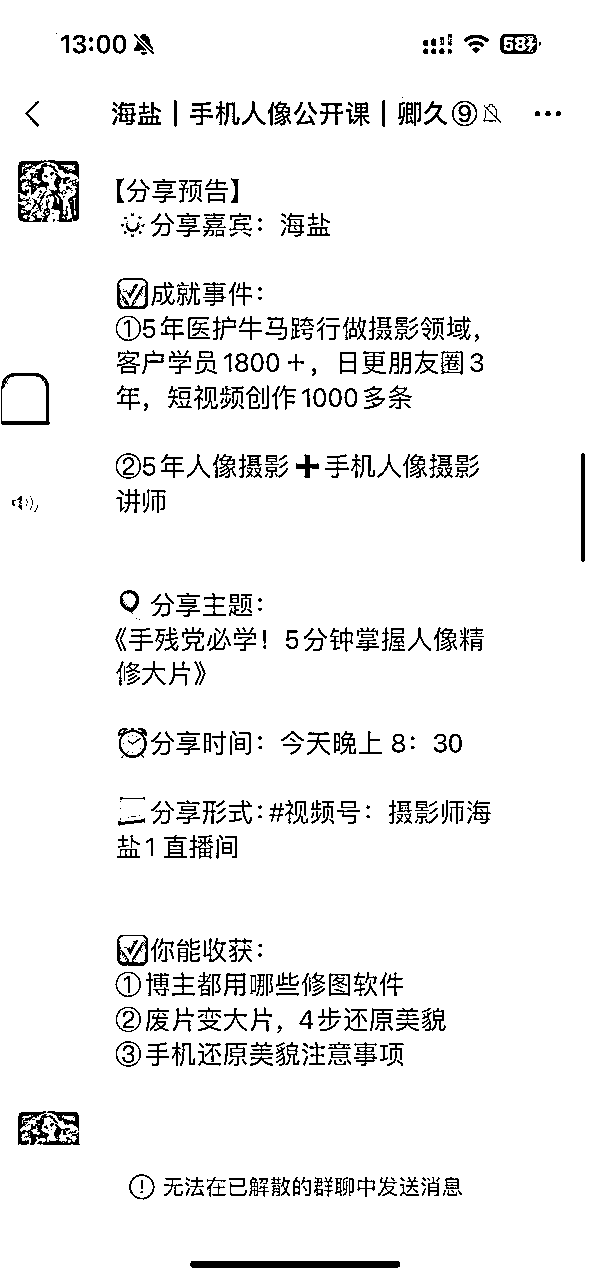 13:00
58
海盐｜手机人像公开课｜卿久⑨
【分享预告】
分享嘉宾：海盐
成就事件：
①5年医护牛马跨行做摄影领域，
客户学员1800＋，日更朋友圈3
年，短视频创作1000多条
②5年人像摄影➕手机人像摄影
讲师
分享主题：
《手残党必学！5分钟掌握人像精
修大片》
⏰分享时间：今天晚上 8：30
分享形式:#视频号：摄影师海
盐1 直播间
你能收获：
①博主都用哪些修图软件
②废片变大片，4步还原美貌
③手机还原美貌注意事项
无法在已解散的群聊中发送消息